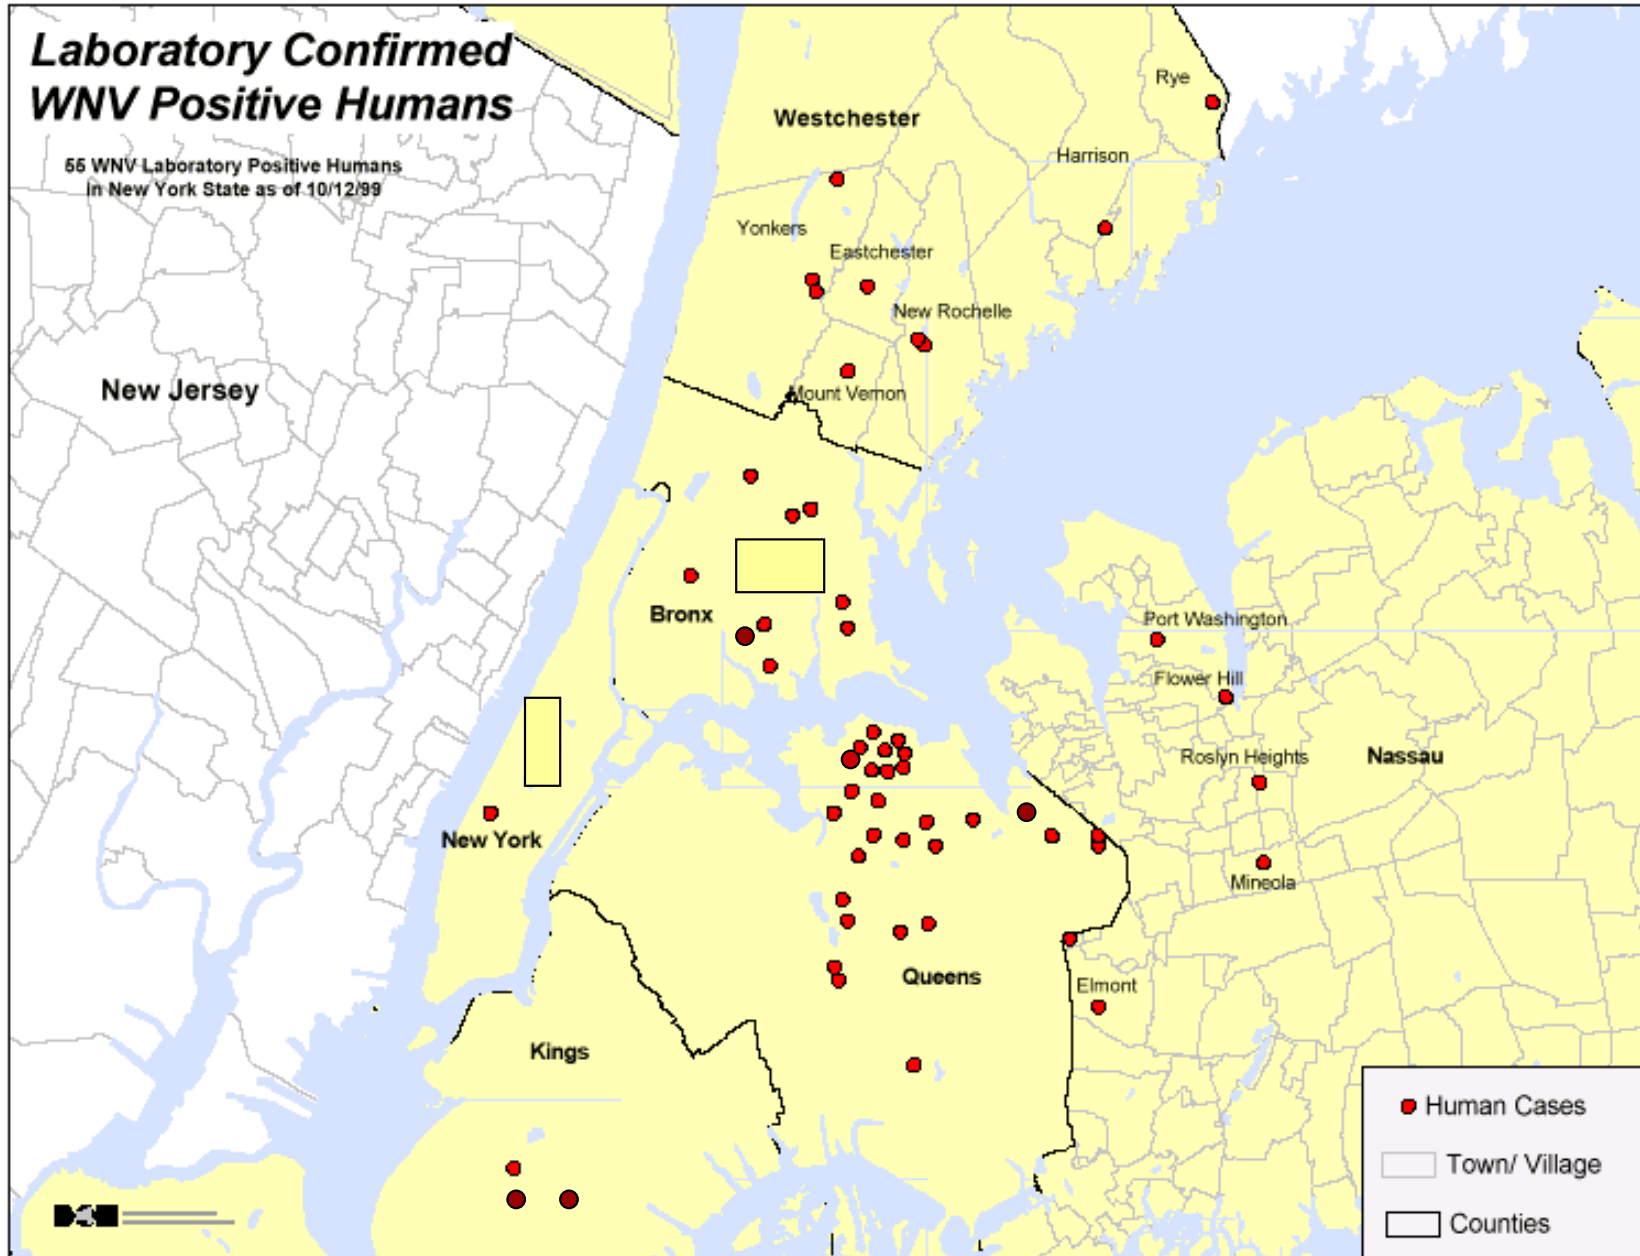 Laboratory Confirmed
WNV Positive Humans
55 WNV Laboratory Positive Humans
in New York State as of 10/12/99
Rye
Westchester
Harrison
Yonkers
Eastchester
New Rochelle
New Jersey
Mount Vernon
Bronx
Port Washington
Flower Hill
Roslyn Heights
Nassau
New York
Mineola
Queens
Elmont
Kings
Human Cases
Town/ Village
Counties